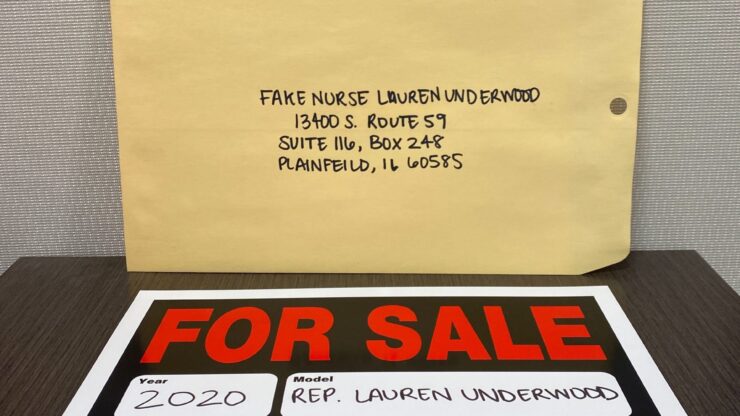 FAKE NURSE LAUREN UNDERWOOD
13400 S. ROUTE 59
SUITE 116, BOX 248
PLAINFEILD, IL 60585
FOR SALE
Year
2020
Model
REP. LAUREN UNDERWOOD